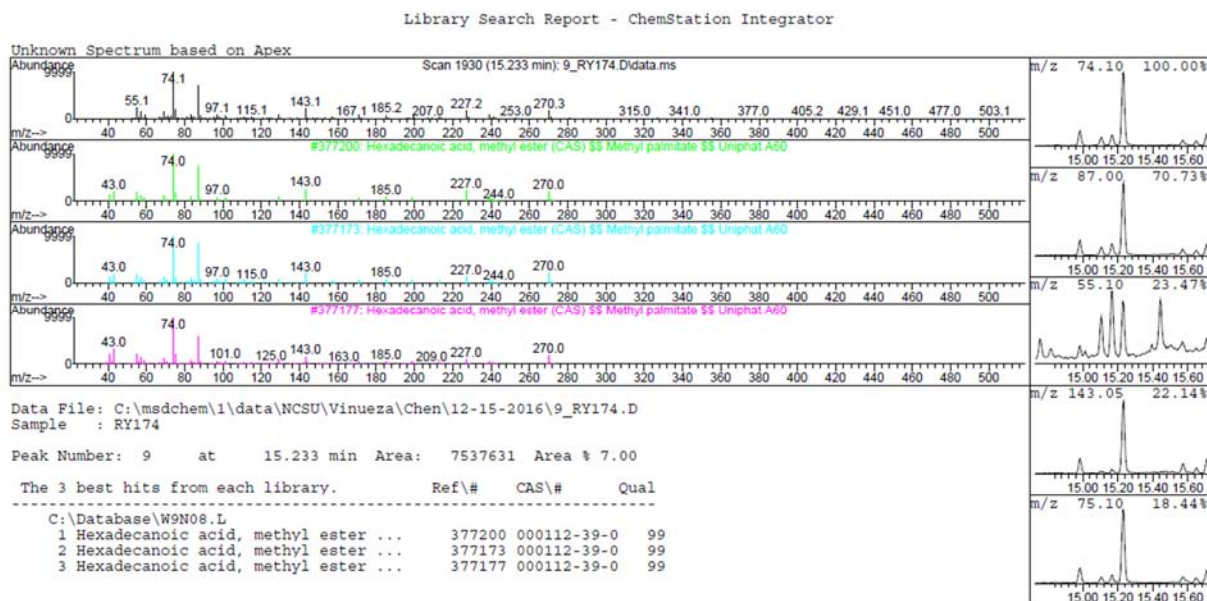 Library Search Report - ChemStation Integrator
Unknown Spectrum based on Apex
Abundance
Scan 1930 (15.233 min): 9_RY174.D\data.ms
9999
74.1
55.1
97.1 115.1 143.1 167.1 185.2 207.0 227.2 253.0 270.3 315.0 341.0 377.0 405.2 429.1 451.0 477.0 503.1
0
m/z--> 40 60 80 100 120 140 160 180 200 220 240 260 280 300 320 340 360 380 400 420 440 460 480 500
Abundance
#377200: Hexadecanoic acid, methyl ester (CAS) $$ Methyl palmitate $$ Uniphat A60
9999
74.0
43.0 97.0 143.0 185.0 227.0 244.0 270.0
0
m/z--> 40 60 80 100 120 140 160 180 200 220 240 260 280 300 320 340 360 380 400 420 440 460 480 500
Abundance
#377173: Hexadecanoic acid, methyl ester (CAS) $$ Methyl palmitate $$ Uniphat A60
9999
74.0
43.0 97.0 115.0 143.0 185.0 227.0 244.0 270.0
0
m/z--> 40 60 80 100 120 140 160 180 200 220 240 260 280 300 320 340 360 380 400 420 440 460 480 500
Abundance
#377177: Hexadecanoic acid, methyl ester (CAS) $$ Methyl palmitate $$ Uniphat A60
9999
74.0
43.0 101.0 125.0 143.0 163.0 185.0 209.0 227.0 270.0
0
m/z--> 40 60 80 100 120 140 160 180 200 220 240 260 280 300 320 340 360 380 400 420 440 460 480 500
m/z 74.10 100.00%
15.00 15.20 15.40 15.60
m/z 87.00 70.73%
15.00 15.20 15.40 15.60
m/z 55.10 23.47%
15.00 15.20 15.40 15.60
m/z 143.05 22.14%
15.00 15.20 15.40 15.60
m/z 75.10 18.44%
15.00 15.20 15.40 15.60
Data File: C:\msdchem\1\data\NCSU\Vinueza\Chen\12-15-2016\9_RY174.D
Sample : RY174
Peak Number: 9 at 15.233 min Area: 7537631 Area % 7.00
The 3 best hits from each library. Ref\# CAS\# Qual
C:\Database\W9N08.L
1 Hexadecanoic acid, methyl ester ... 377200 000112-39-0 99
2 Hexadecanoic acid, methyl ester ... 377173 000112-39-0 99
3 Hexadecanoic acid, methyl ester ... 377177 000112-39-0 99